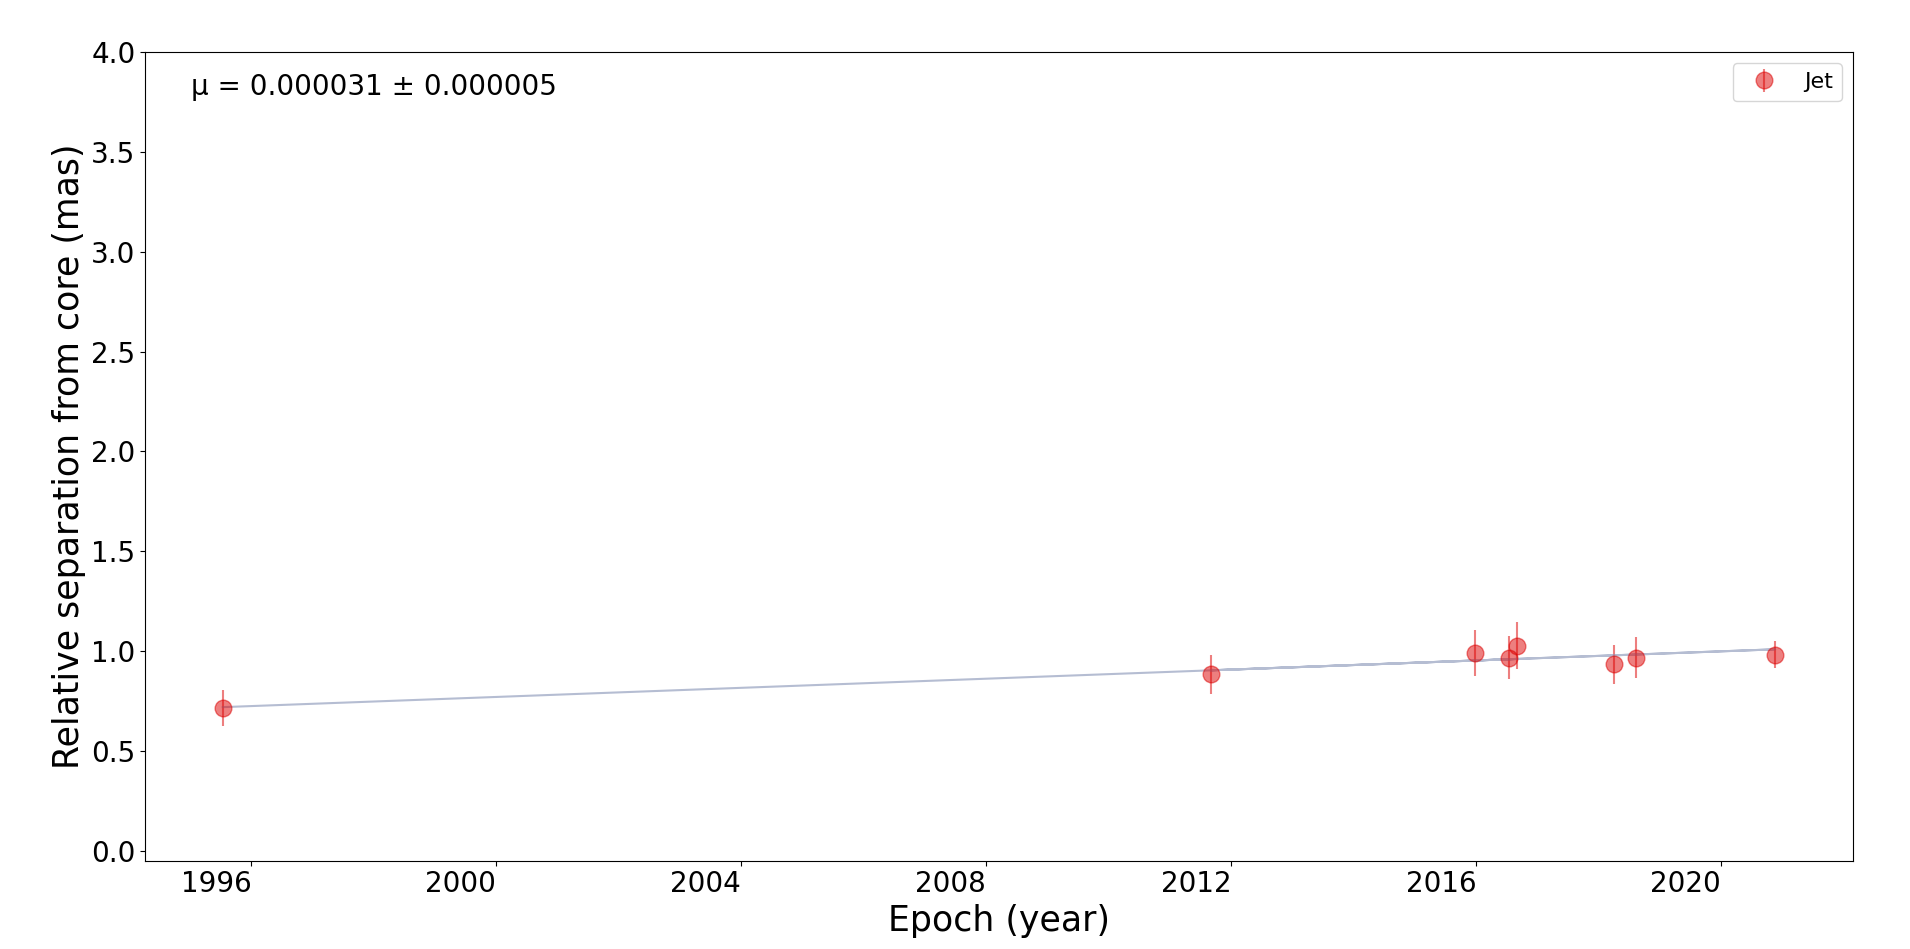 μ = 0.000031 ± 0.000005
Jet
Relative separation from core (mas)
4.0
3.5
3.0
2.5
2.0
1.5
1.0
0.5
0.0
1996 2000 2004 2008 2012 2016 2020
Epoch (year)